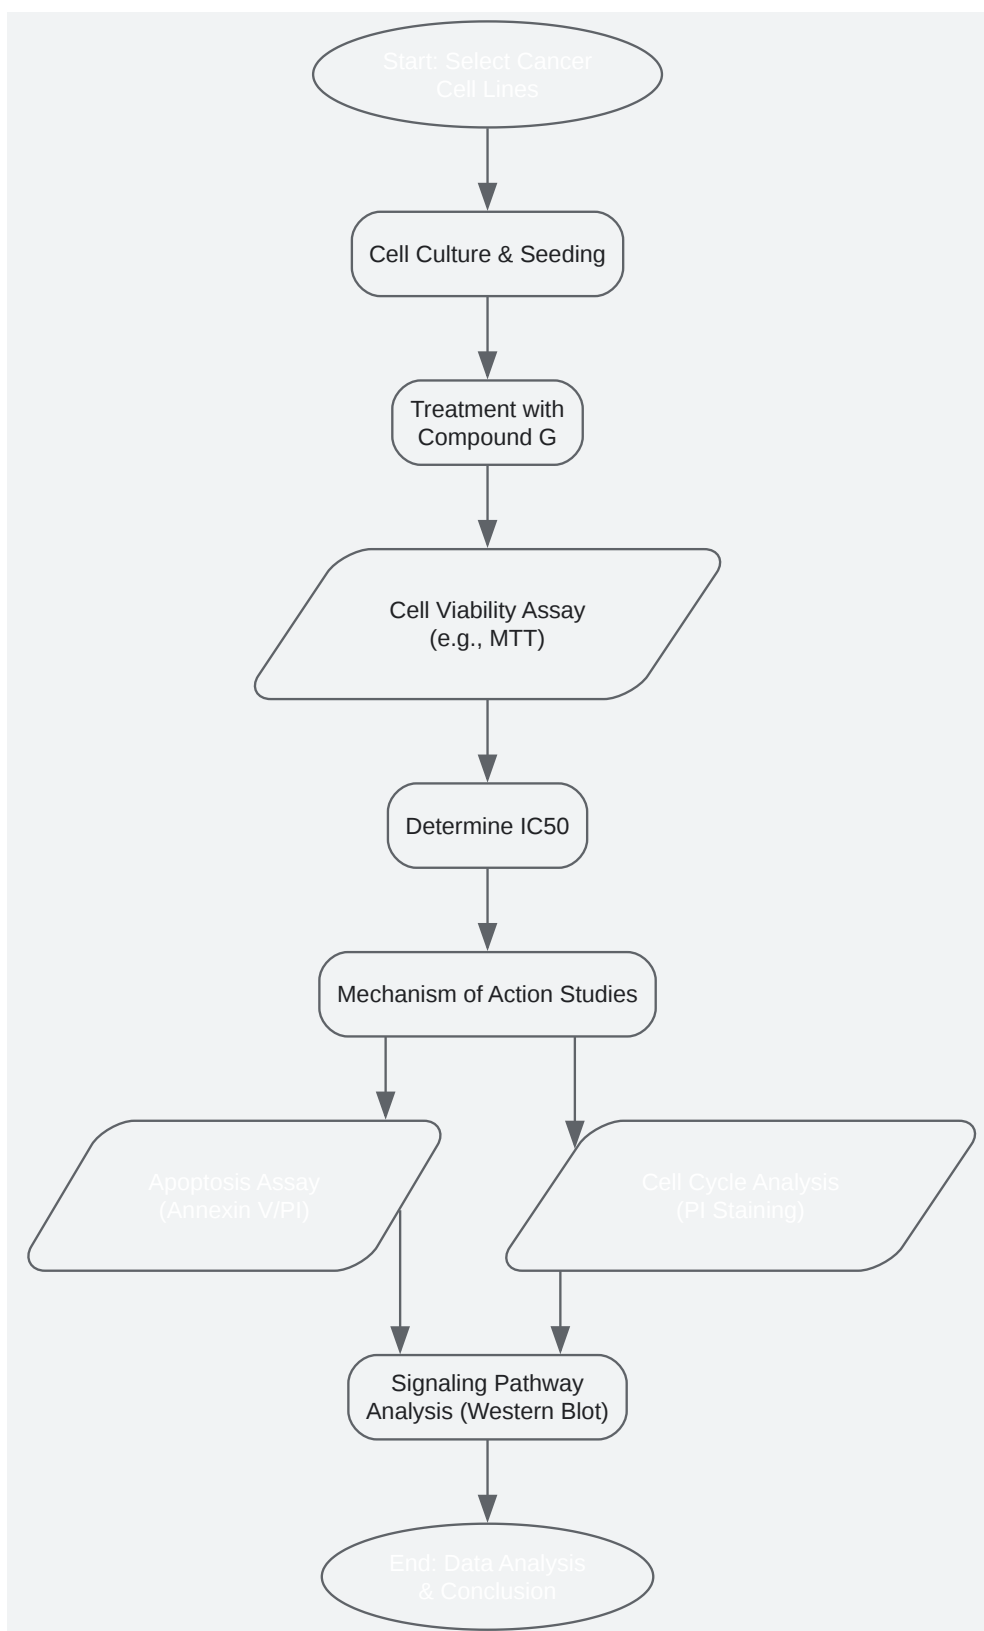 Start: Select Cancer
Cell Lines
Cell Culture & Seeding
Treatment with
Compound G
Cell Viability Assay
(e.g., MTT)
Determine IC50
Mechanism of Action Studies
Apoptosis Assay
(Annexin V/PI)
Cell Cycle Analysis
(PI Staining)
Signaling Pathway
Analysis (Western Blot)
End: Data Analysis
& Conclusion